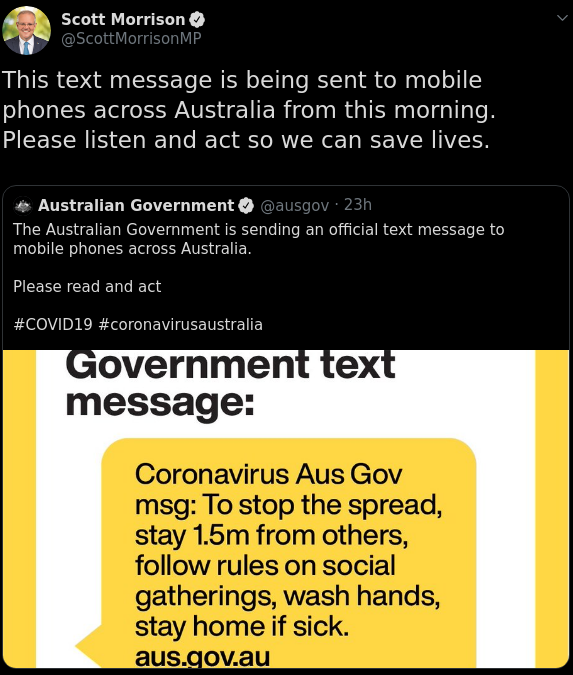 Scott Morrison
@ScottMorrisonMP
This text message is being sent to mobile
phones across Australia from this morning.
Please listen and act so we can save lives.
Australian Government @ausgov · 23h
The Australian Government is sending an official text message to
mobile phones across Australia.
Please read and act
#COVID19 #coronavirusaustralia
Government text
message:
Coronavirus Aus Gov
msg: To stop the spread,
stay 1.5m from others,
follow rules on social
gatherings, wash hands,
stay home if sick.
aus.gov.au